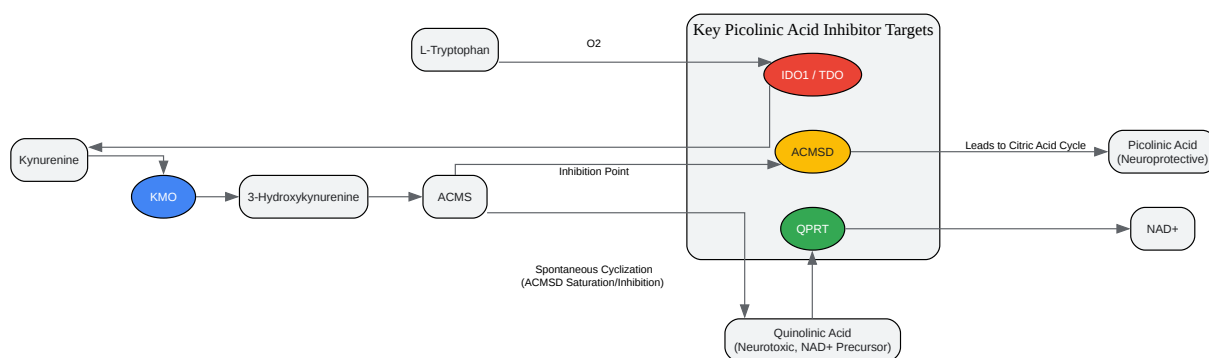 Key Picolinic Acid Inhibitor Targets
L-Tryptophan
O2
IDO1 / TDO
Kynurenine
ACMSD
Leads to Citric Acid Cycle
Picolinic Acid
(Neuroprotective)
Inhibition Point
KMO
3-Hydroxykynurenine
ACMS
QPRT
NAD+
Spontaneous Cyclization
(ACMSD Saturation/Inhibition)
Quinolinic Acid
(Neurotoxic, NAD+ Precursor)